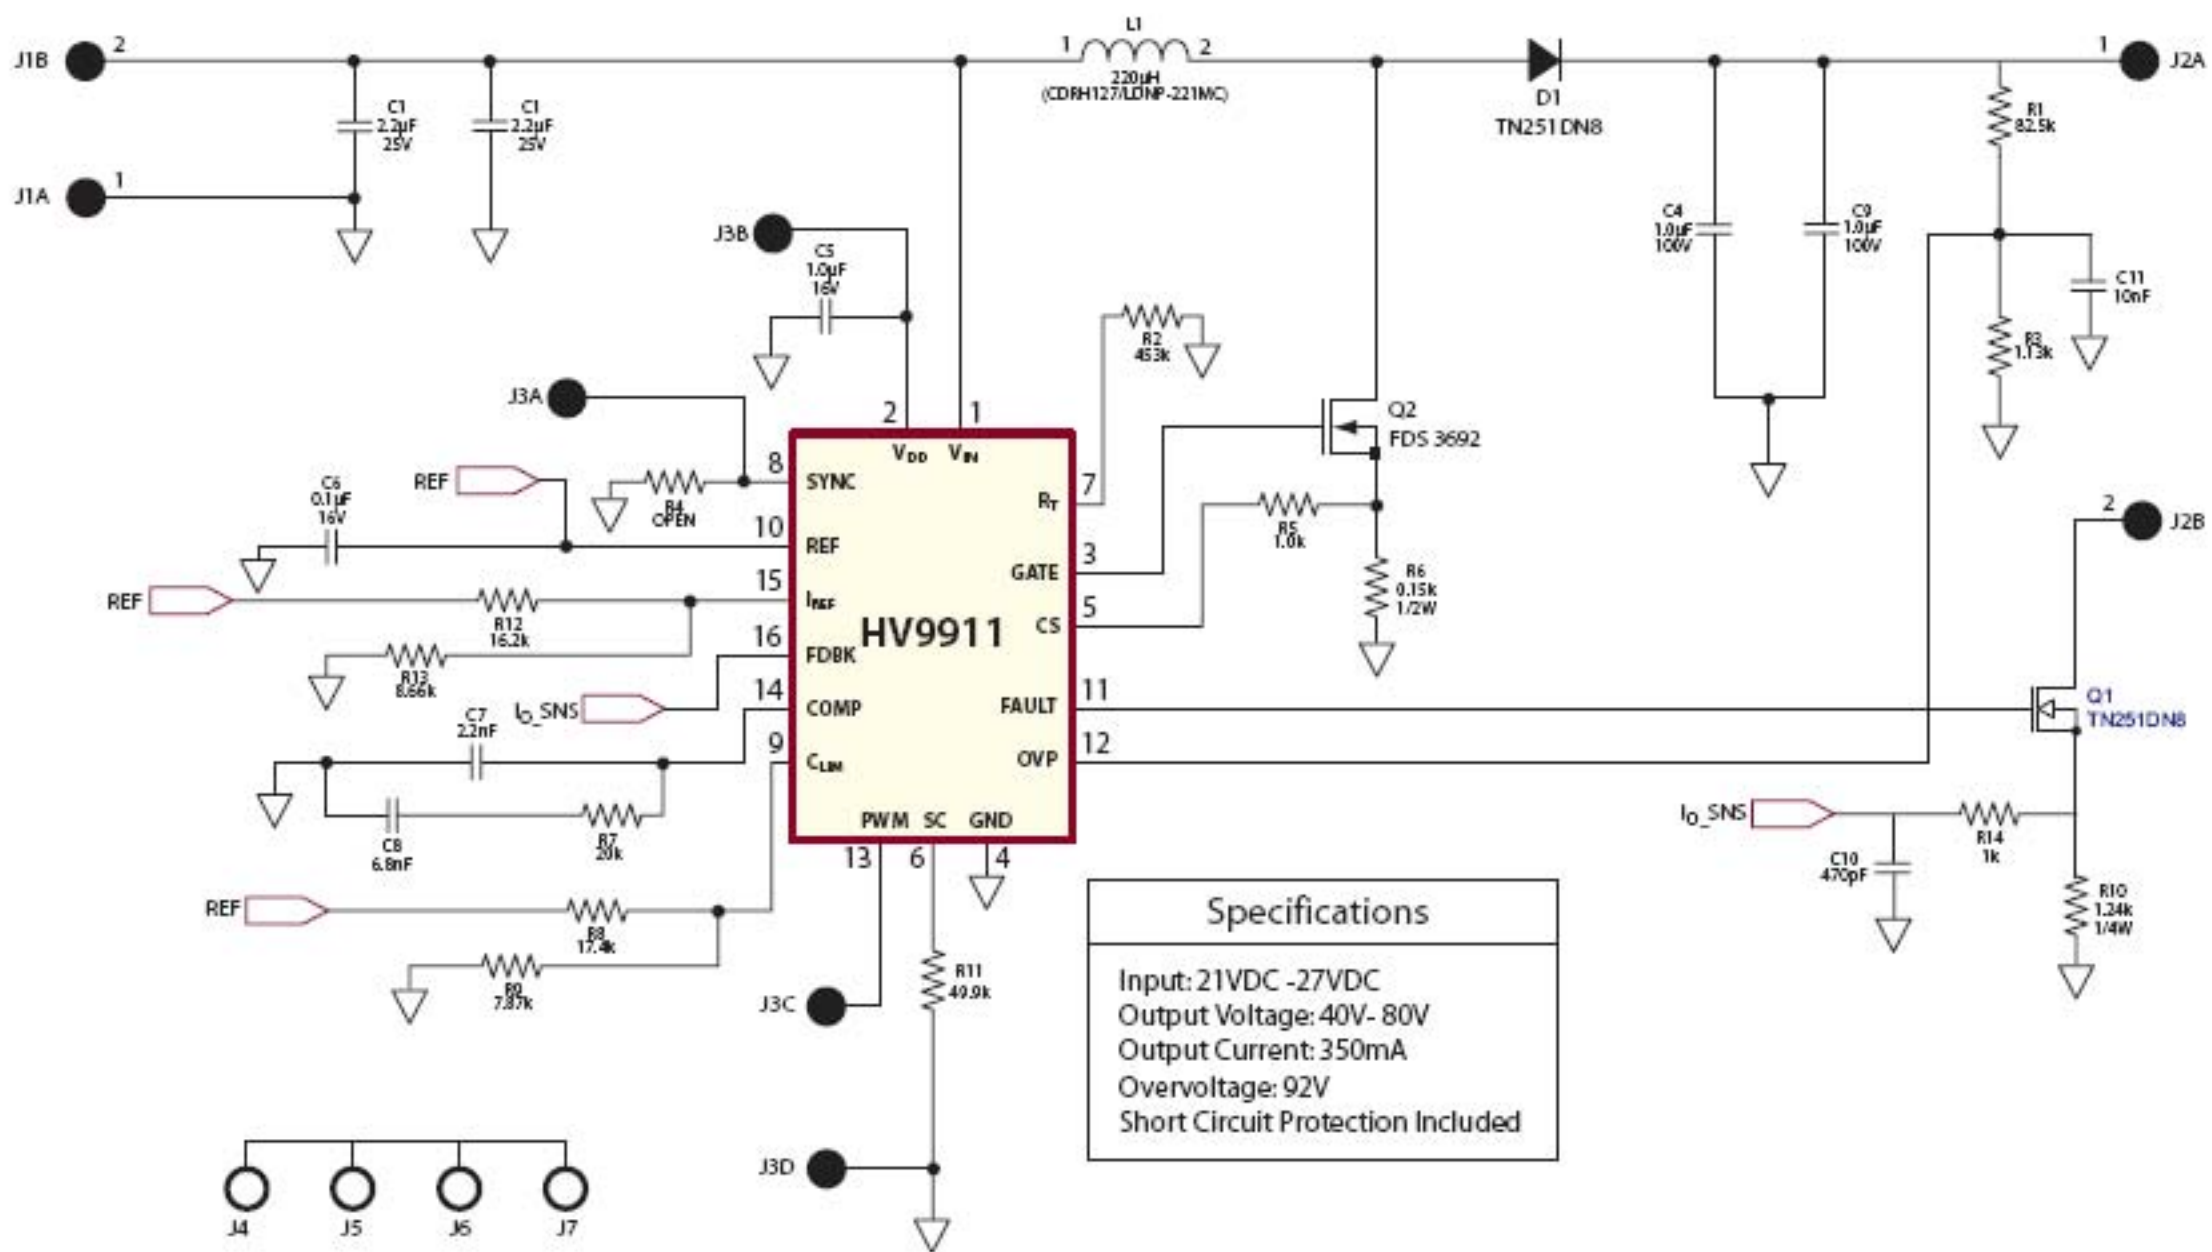 J1B
2
1
L1
2
220µH
(CDRH127/LDNP-221MC)
D1
TN251DN8
1
J2A
C1
2.2µF
25V
C1
2.2µF
25V
J1A
1
R1
82.5k
C4
1.0µF
100V
C9
1.0µF
100V
C11
10nF
R3
1.13k
J3B
C5
1.0µF
16V
R2
453k
J3A
2
1
VDD
VIN
Q2
FDS 3692
REF
C6
0.1µF
16V
R4
OPEN
8
SYNC
10
REF
15
IREF
16
FDBK
14
COMP
9
CLIM
HV9911
7
RT
3
GATE
5
CS
11
FAULT
12
OVP
PWM
SC
GND
13
6
4
R5
1.0k
R6
0.15k
1/2W
2
J2B
REF
R12
16.2k
R13
8.66k
IO_SNS
C7
2.2nF
C8
6.8nF
R7
20k
Q1
TN251DN8
IO_SNS
R14
1k
C10
470pF
R10
1.24k
1/4W
REF
R8
17.4k
R9
7.87k
J3C
R11
49.9k
J3D
Specifications
Input: 21VDC -27VDC
Output Voltage: 40V- 80V
Output Current: 350mA
Overvoltage: 92V
Short Circuit Protection Included
J4
J5
J6
J7